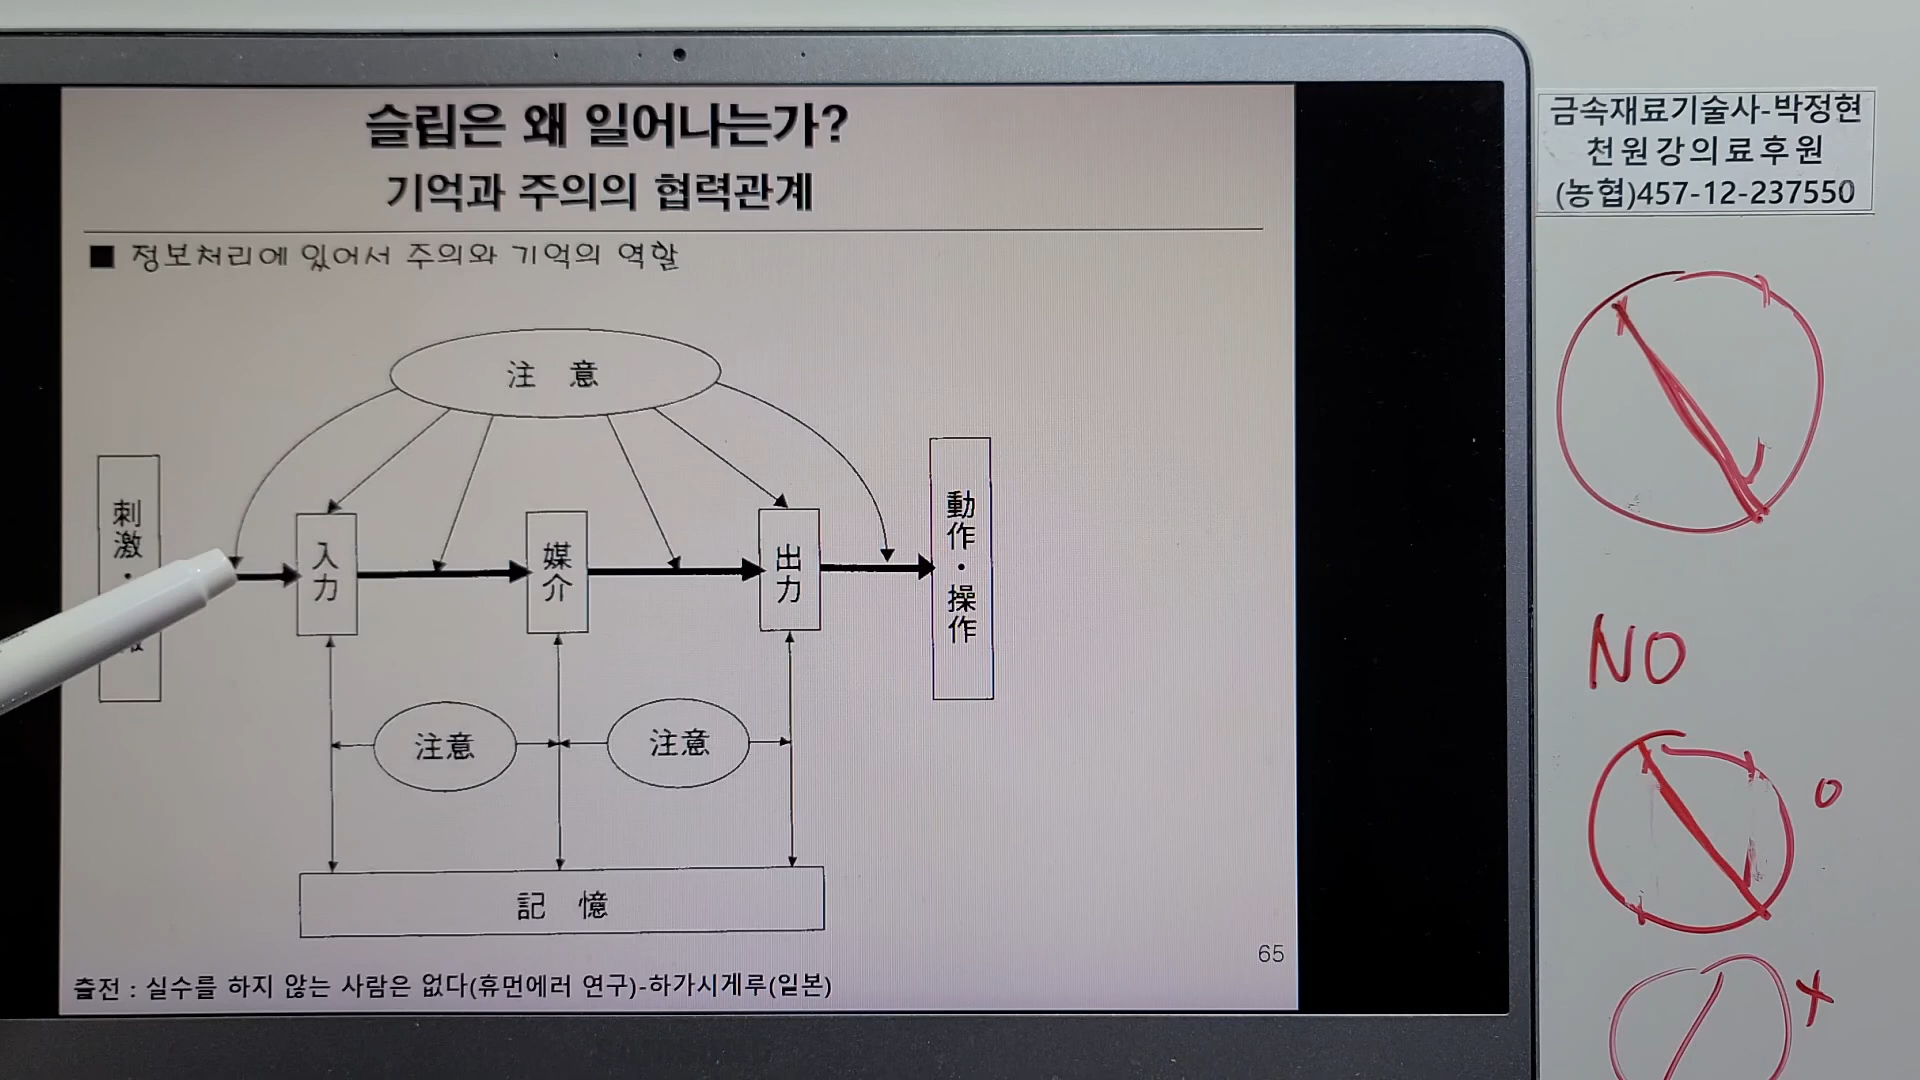 슬립은 왜 일어나는가?
기억과 주의의 협력관계
■ 정보처리에 있어서 주의와 기억의 역할
注 意
刺激・
入力
媒介
出力
動作・操作
注意
注意
記 憶
65
출전 : 실수를 하지 않는 사람은 없다(휴먼에러 연구)-하가시게루(일본)
금속재료기술사-박정현
천원강의료후원
(농협)457-12-237550
NO
O
X